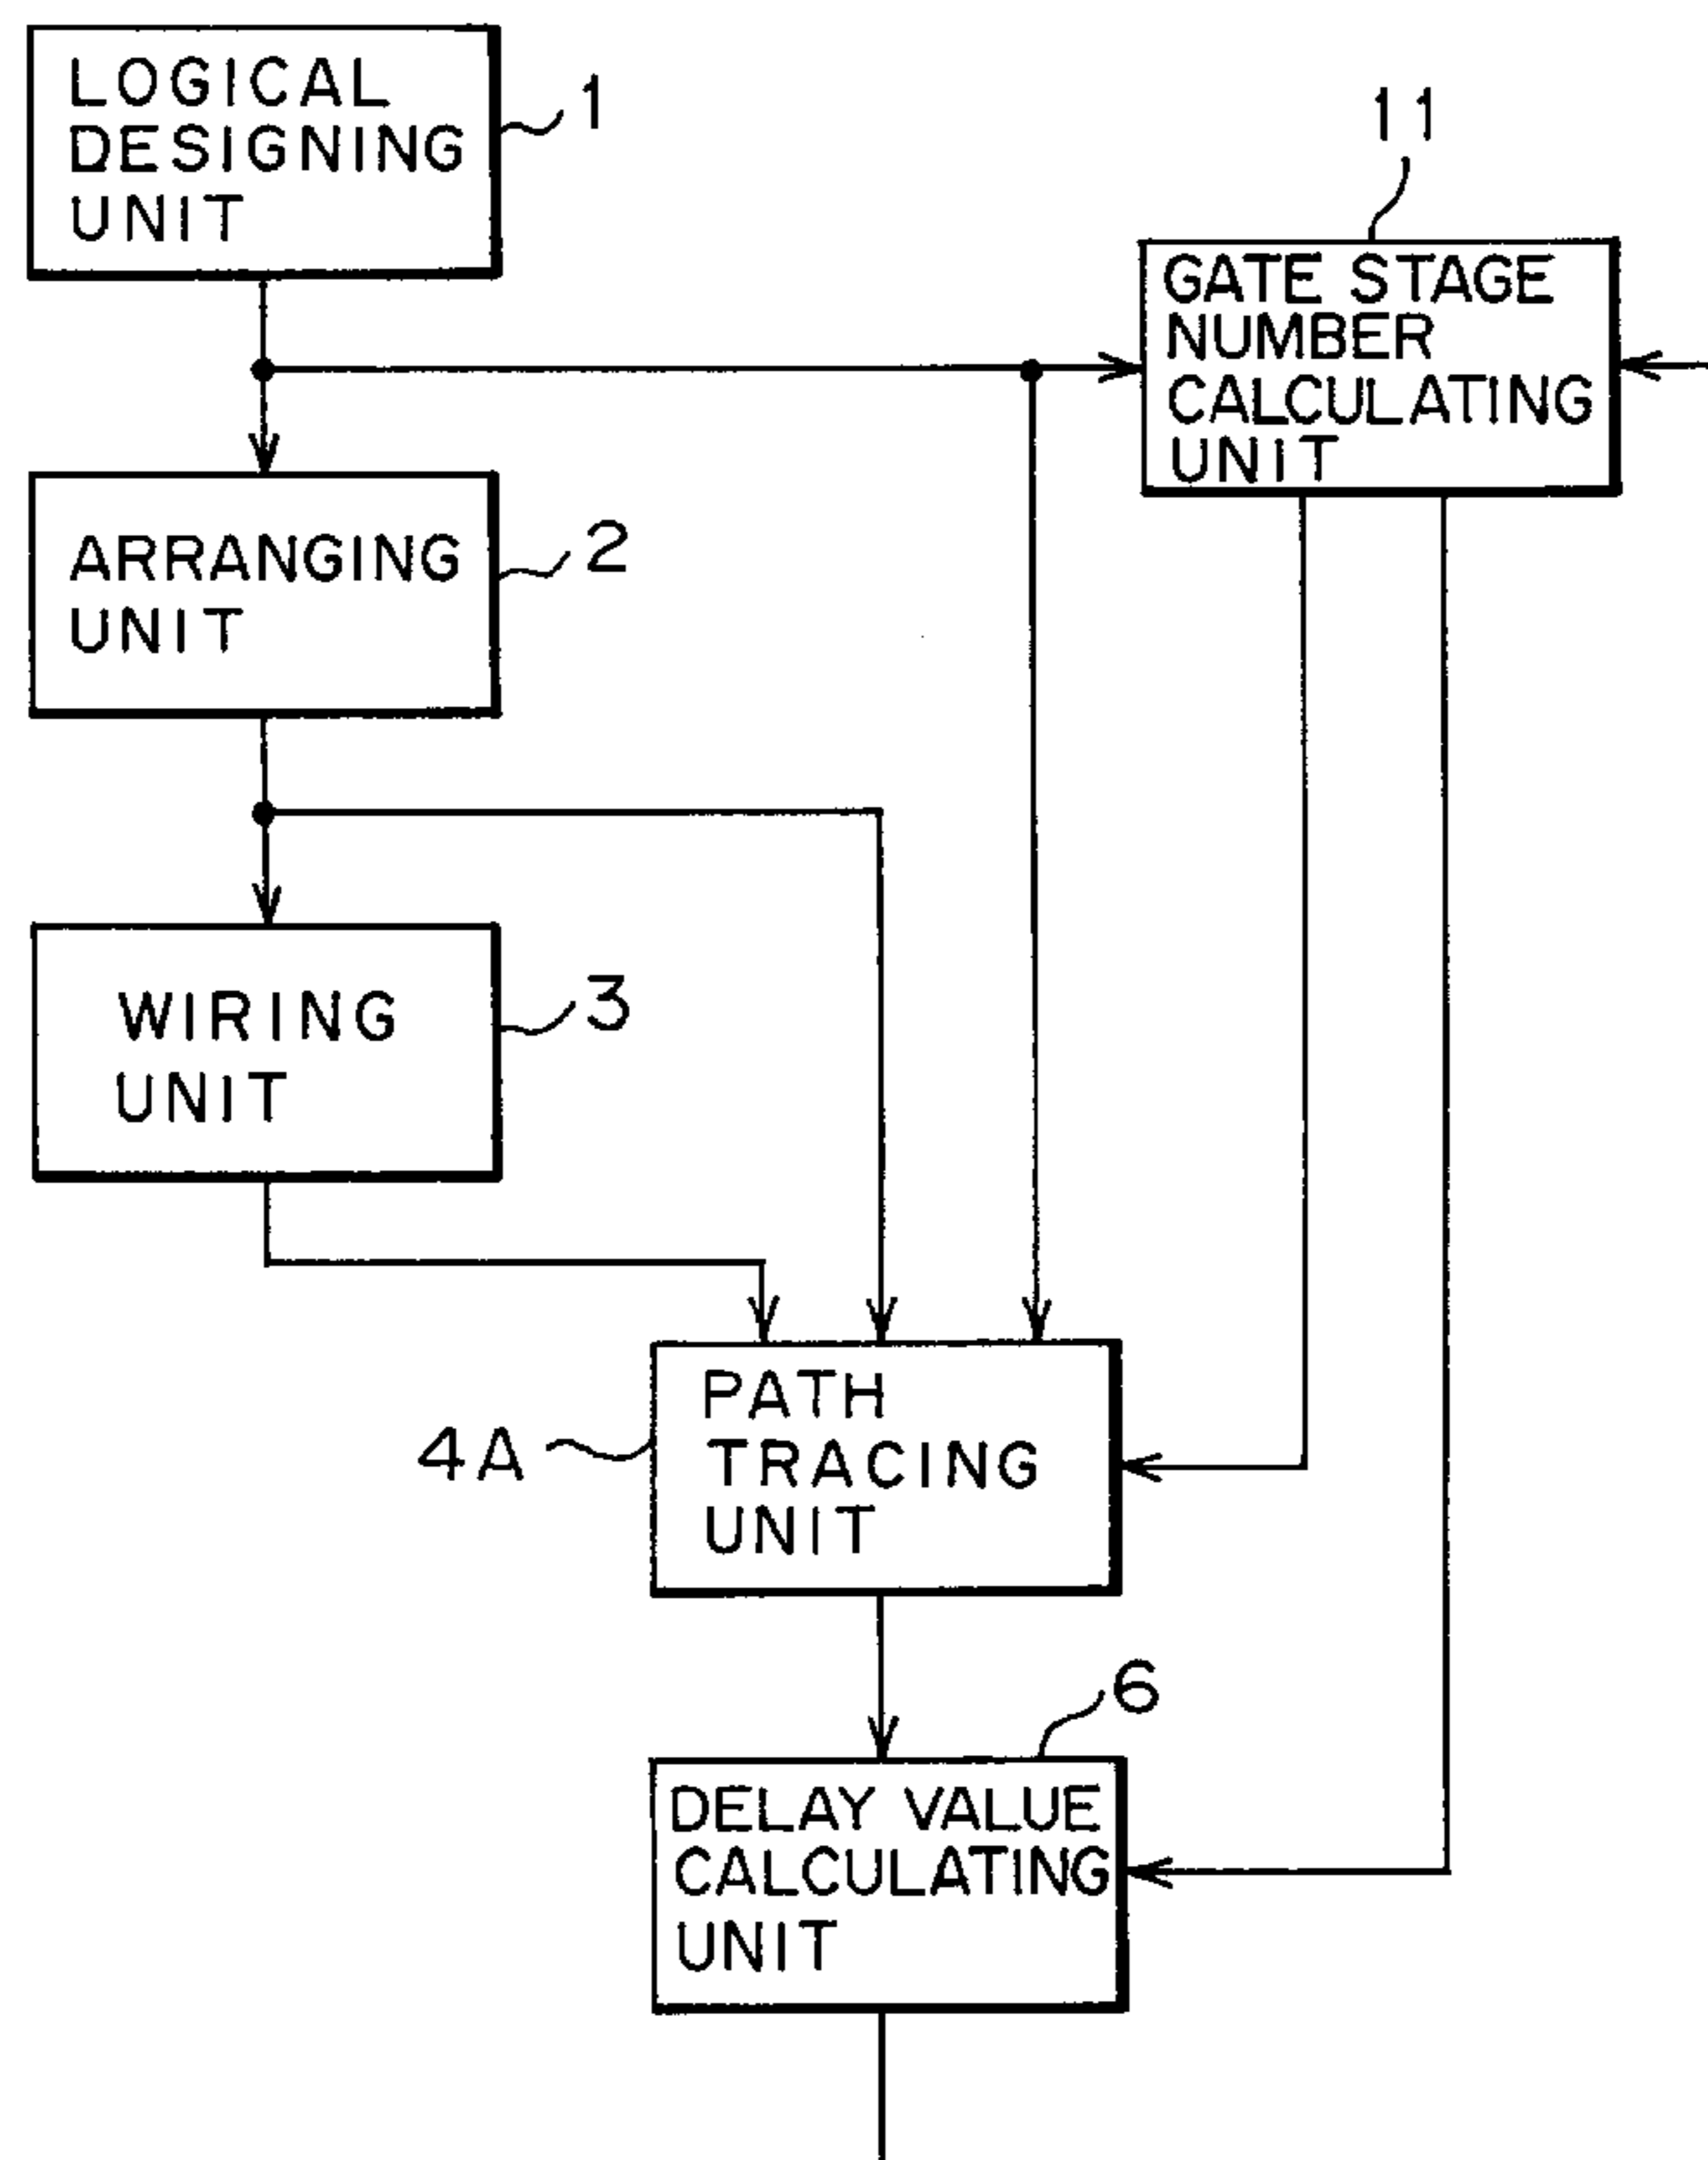 LOGICAL
DESIGNING
UNIT
1
11
GATE STAGE
NUMBER
CALCULATING
UNIT
ARRANGING
UNIT
2
WIRING
UNIT
3
PATH
TRACING
UNIT
4A
6
DELAY VALUE
CALCULATING
UNIT